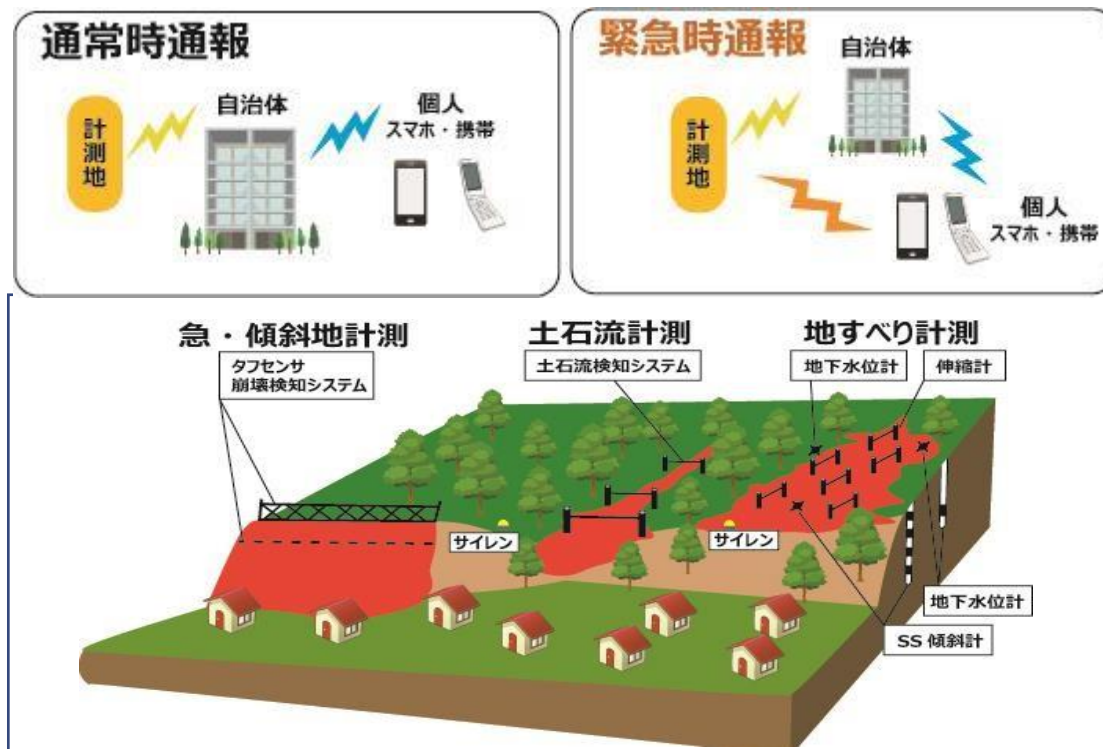 通常時通報
計測地
自治体
個人
スマホ・携帯
緊急時通報
計測地
自治体
個人
スマホ・携帯
急・傾斜地計測
タフセンサ
崩壊検知システム
土石流計測
土石流検知システム
地すべり計測
地下水位計
伸縮計
サイレン
サイレン
地下水位計
SS 傾斜計